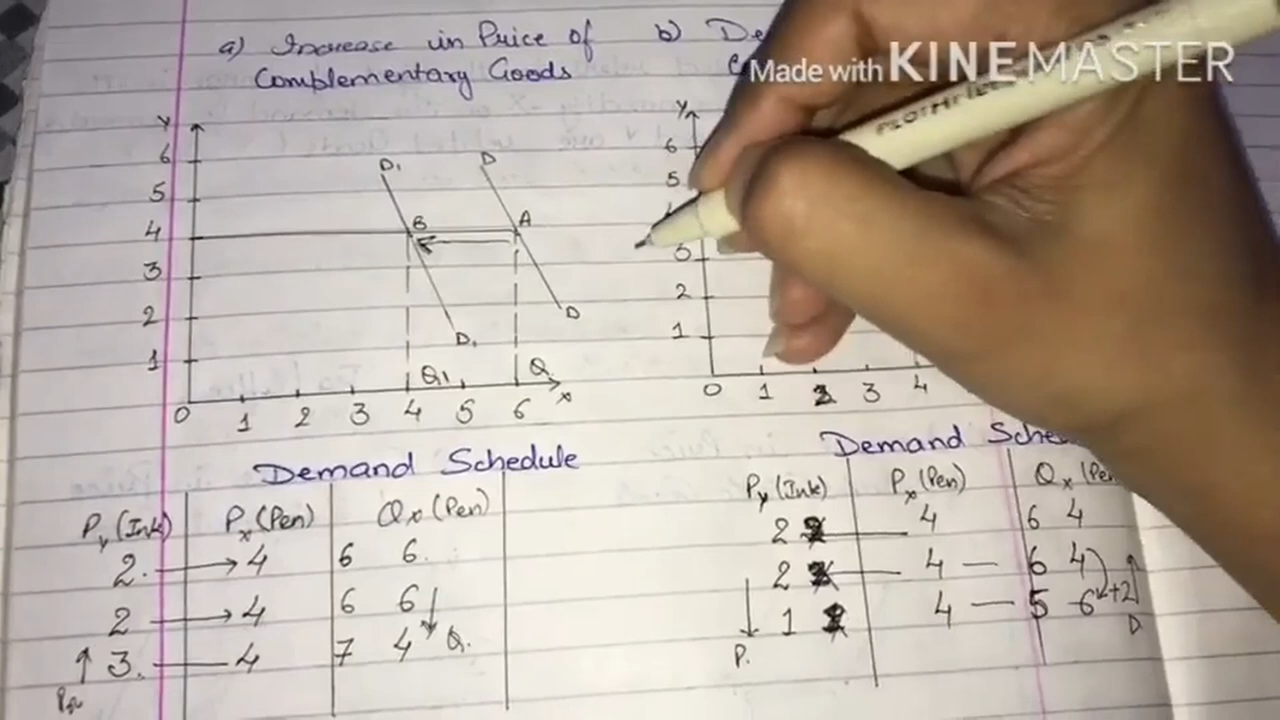 a) Increase in Price of
Complementary Goods
b) De
Made with KINEMASTER
PILOT
Y
6
5
4
3
2
1
0 1 2 3 4 5 6 x
D1 D
B A
D1 D
Q1 Q
Y
6
5
3
2
1
0 1 2 3 4
Demand Schedule
Py (Ink) Px (Pen) Qx (Pen)
2. → 4 6 6.
2 → 4 6 6
↑ 3. — 4 7 4 ↓ Q.
Demand Sche
Py (Ink) Px (Pen) Qx (Pen
2 — 4 6 4
2 — 4 — 6 4
↓ 1 4 — 5 6 +2 ↑
P. D